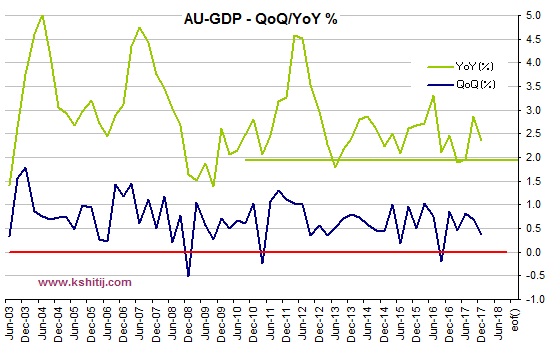 AU-GDP - QoQ/YoY %
YoY(%)
QoQ(%)
5.0
4.5
4.0
3.5
3.0
2.5
2.0
1.5
1.0
0.5
0.0
-0.5
-1.0
www.kshitij.com
Jun-03
Dec-03
Jun-04
Dec-04
Jun-05
Dec-05
Jun-06
Dec-06
Jun-07
Dec-07
Jun-08
Dec-08
Jun-09
Dec-09
Jun-10
Dec-10
Jun-11
Dec-11
Jun-12
Dec-12
Jun-13
Dec-13
Jun-14
Dec-14
Jun-15
Dec-15
Jun-16
Dec-16
Jun-17
Dec-17
Jun-18
eof()